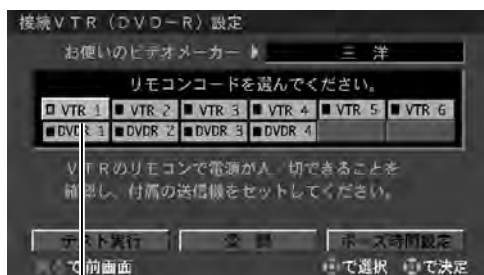 接続VTR(DVD-R)設定
お使いのビデオメーカー 三洋
リモコンコードを選んでください。
VTR 1 VTR 2 VTR 3 VTR 4 VTR 5 VTR 6
DVDR 1 DVDR 2 DVDR 3 DVDR 4
VTRのリモコンで電源が入/切できることを
確認し、付属の送信機をセットしてください。
テスト実行 登録 ポーズ時間設定
で前画面 で選択 で決定